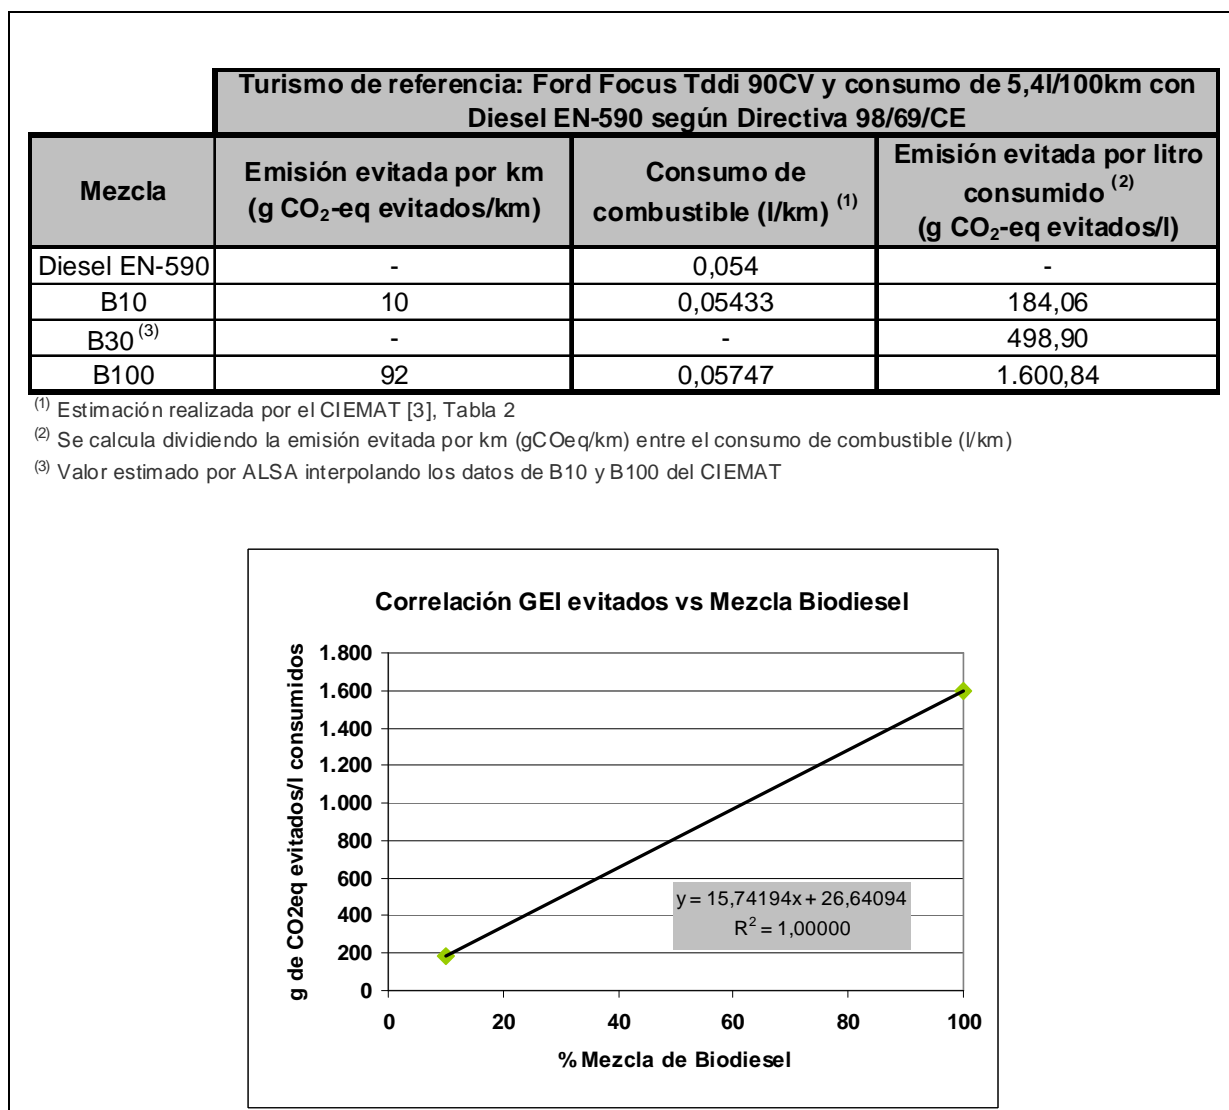 Turismo de referencia: Ford Focus Tddi 90CV y consumo de 5,4l/100km con
Diesel EN-590 según Directiva 98/69/CE
Mezcla
Emisión evitada por km
(g CO₂-eq evitados/km)
Consumo de
combustible (l/km) ⁽¹⁾
Emisión evitada por litro
consumido ⁽²⁾
(g CO₂-eq evitados/l)
Diesel EN-590 - 0,054 -
B10 10 0,05433 184,06
B30 ⁽³⁾ - - 498,90
B100 92 0,05747 1.600,84
⁽¹⁾ Estimación realizada por el CIEMAT [3], Tabla 2
⁽²⁾ Se calcula dividiendo la emisión evitada por km (gCOeq/km) entre el consumo de combustible (l/km)
⁽³⁾ Valor estimado por ALSA interpolando los datos de B10 y B100 del CIEMAT
Correlación GEI evitados vs Mezcla Biodiesel
g de CO2eq evitados/l consumidos
1.800
1.600
1.400
1.200
1.000
800
600
400
200
0
y = 15,74194x + 26,64094
R² = 1,00000
0 20 40 60 80 100
% Mezcla de Biodiesel